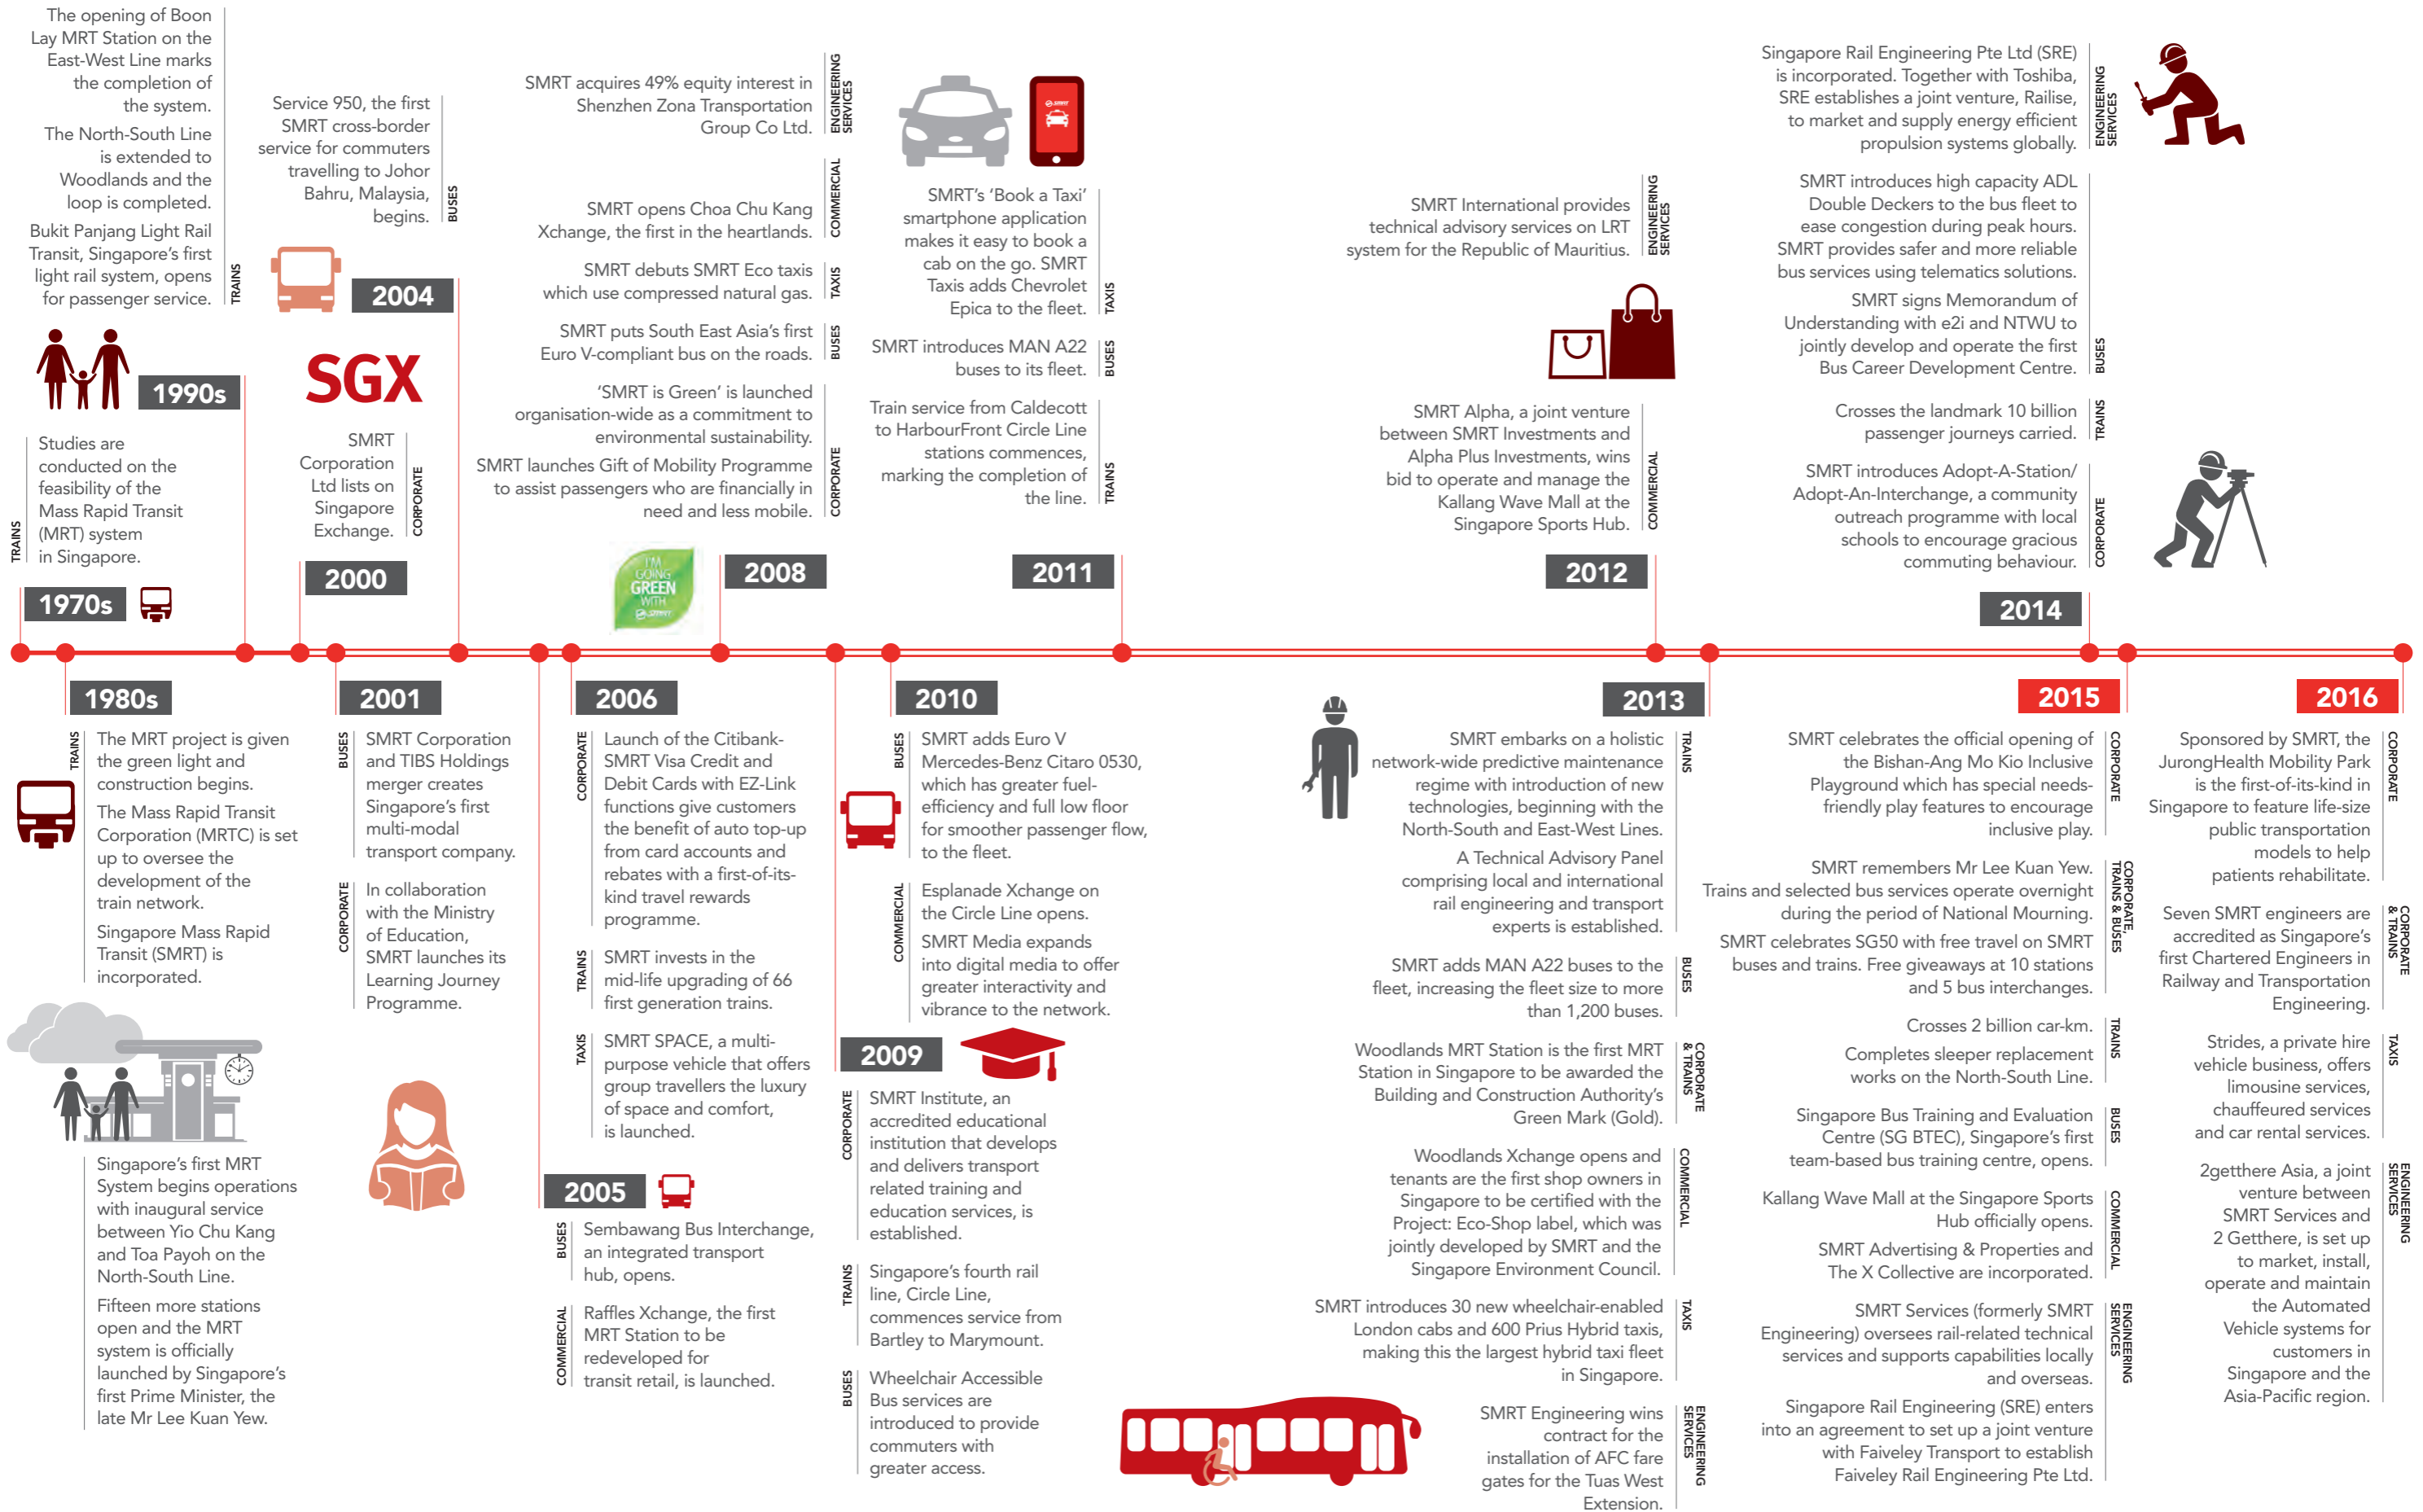 1970s
TRAINS
Studies are
conducted on the
feasibility of the
Mass Rapid Transit
(MRT) system
in Singapore.
1980s
TRAINS
The MRT project is given
the green light and
construction begins.
The Mass Rapid Transit
Corporation (MRTC) is set
up to oversee the
development of the
train network.
Singapore Mass Rapid
Transit (SMRT) is
incorporated.
Singapore's first MRT
System begins operations
with inaugural service
between Yio Chu Kang
and Toa Payoh on the
North-South Line.
Fifteen more stations
open and the MRT
system is officially
launched by Singapore's
first Prime Minister, the
late Mr Lee Kuan Yew.
1990s
The opening of Boon
Lay MRT Station on the
East-West Line marks
the completion of
the system.
The North-South Line
is extended to
Woodlands and the
loop is completed.
Bukit Panjang Light Rail
Transit, Singapore's first
light rail system, opens
for passenger service.
TRAINS
2000
SGX
SMRT
Corporation
Ltd lists on
Singapore
Exchange.
CORPORATE
2001
BUSES
SMRT Corporation
and TIBS Holdings
merger creates
Singapore's first
multi-modal
transport company.
CORPORATE
In collaboration
with the Ministry
of Education,
SMRT launches its
Learning Journey
Programme.
2004
Service 950, the first
SMRT cross-border
service for commuters
travelling to Johor
Bahru, Malaysia,
begins.
BUSES
2005
BUSES
Sembawang Bus Interchange,
an integrated transport
hub, opens.
COMMERCIAL
Raffles Xchange, the first
MRT Station to be
redeveloped for
transit retail, is launched.
2006
CORPORATE
Launch of the Citibank-
SMRT Visa Credit and
Debit Cards with EZ-Link
functions give customers
the benefit of auto top-up
from card accounts and
rebates with a first-of-its-
kind travel rewards
programme.
TRAINS
SMRT invests in the
mid-life upgrading of 66
first generation trains.
TAXIS
SMRT SPACE, a multi-
purpose vehicle that offers
group travellers the luxury
of space and comfort,
is launched.
2008
SMRT acquires 49% equity interest in
Shenzhen Zona Transportation
Group Co Ltd.
ENGINEERING
SERVICES
SMRT opens Choa Chu Kang
Xchange, the first in the heartlands.
COMMERCIAL
SMRT debuts SMRT Eco taxis
which use compressed natural gas.
TAXIS
SMRT puts South East Asia's first
Euro V-compliant bus on the roads.
BUSES
'SMRT is Green' is launched
organisation-wide as a commitment to
environmental sustainability.
SMRT launches Gift of Mobility Programme
to assist passengers who are financially in
need and less mobile.
CORPORATE
I'M
GOING
GREEN
WITH
SMRT
2009
CORPORATE
SMRT Institute, an
accredited educational
institution that develops
and delivers transport
related training and
education services, is
established.
TRAINS
Singapore's fourth rail
line, Circle Line,
commences service from
Bartley to Marymount.
BUSES
Wheelchair Accessible
Bus services are
introduced to provide
commuters with
greater access.
2010
BUSES
SMRT adds Euro V
Mercedes-Benz Citaro 0530,
which has greater fuel-
efficiency and full low floor
for smoother passenger flow,
to the fleet.
COMMERCIAL
Esplanade Xchange on
the Circle Line opens.
SMRT Media expands
into digital media to offer
greater interactivity and
vibrance to the network.
2011
SMRT
SMRT's 'Book a Taxi'
smartphone application
makes it easy to book a
cab on the go. SMRT
Taxis adds Chevrolet
Epica to the fleet.
TAXIS
SMRT introduces MAN A22
buses to its fleet.
BUSES
Train service from Caldecott
to HarbourFront Circle Line
stations commences,
marking the completion of
the line.
TRAINS
2012
SMRT International provides
technical advisory services on LRT
system for the Republic of Mauritius.
ENGINEERING
SERVICES
SMRT Alpha, a joint venture
between SMRT Investments and
Alpha Plus Investments, wins
bid to operate and manage the
Kallang Wave Mall at the
Singapore Sports Hub.
COMMERCIAL
2013
SMRT embarks on a holistic
network-wide predictive maintenance
regime with introduction of new
technologies, beginning with the
North-South and East-West Lines.
A Technical Advisory Panel
comprising local and international
rail engineering and transport
experts is established.
TRAINS
SMRT adds MAN A22 buses to the
fleet, increasing the fleet size to more
than 1,200 buses.
BUSES
Woodlands MRT Station is the first MRT
Station in Singapore to be awarded the
Building and Construction Authority's
Green Mark (Gold).
CORPORATE
& TRAINS
Woodlands Xchange opens and
tenants are the first shop owners in
Singapore to be certified with the
Project: Eco-Shop label, which was
jointly developed by SMRT and the
Singapore Environment Council.
COMMERCIAL
SMRT introduces 30 new wheelchair-enabled
London cabs and 600 Prius Hybrid taxis,
making this the largest hybrid taxi fleet
in Singapore.
TAXIS
SMRT Engineering wins
contract for the
installation of AFC fare
gates for the Tuas West
Extension.
ENGINEERING
SERVICES
2014
Singapore Rail Engineering Pte Ltd (SRE)
is incorporated. Together with Toshiba,
SRE establishes a joint venture, Railise,
to market and supply energy efficient
propulsion systems globally.
ENGINEERING
SERVICES
SMRT introduces high capacity ADL
Double Deckers to the bus fleet to
ease congestion during peak hours.
SMRT provides safer and more reliable
bus services using telematics solutions.
SMRT signs Memorandum of
Understanding with e2i and NTWU to
jointly develop and operate the first
Bus Career Development Centre.
BUSES
Crosses the landmark 10 billion
passenger journeys carried.
TRAINS
SMRT introduces Adopt-A-Station/
Adopt-An-Interchange, a community
outreach programme with local
schools to encourage gracious
commuting behaviour.
CORPORATE
2015
SMRT celebrates the official opening of
the Bishan-Ang Mo Kio Inclusive
Playground which has special needs-
friendly play features to encourage
inclusive play.
CORPORATE
SMRT remembers Mr Lee Kuan Yew.
Trains and selected bus services operate overnight
during the period of National Mourning.
SMRT celebrates SG50 with free travel on SMRT
buses and trains. Free giveaways at 10 stations
and 5 bus interchanges.
CORPORATE,
TRAINS & BUSES
Crosses 2 billion car-km.
Completes sleeper replacement
works on the North-South Line.
TRAINS
Singapore Bus Training and Evaluation
Centre (SG BTEC), Singapore's first
team-based bus training centre, opens.
BUSES
Kallang Wave Mall at the Singapore Sports
Hub officially opens.
SMRT Advertising & Properties and
The X Collective are incorporated.
COMMERCIAL
SMRT Services (formerly SMRT
Engineering) oversees rail-related technical
services and supports capabilities locally
and overseas.
Singapore Rail Engineering (SRE) enters
into an agreement to set up a joint venture
with Faiveley Transport to establish
Faiveley Rail Engineering Pte Ltd.
ENGINEERING
SERVICES
2016
Sponsored by SMRT, the
JurongHealth Mobility Park
is the first-of-its-kind in
Singapore to feature life-size
public transportation
models to help
patients rehabilitate.
CORPORATE
Seven SMRT engineers are
accredited as Singapore's
first Chartered Engineers in
Railway and Transportation
Engineering.
CORPORATE
& TRAINS
Strides, a private hire
vehicle business, offers
limousine services,
chauffeured services
and car rental services.
TAXIS
2getthere Asia, a joint
venture between
SMRT Services and
2 Getthere, is set up
to market, install,
operate and maintain
the Automated
Vehicle systems for
customers in
Singapore and the
Asia-Pacific region.
ENGINEERING
SERVICES